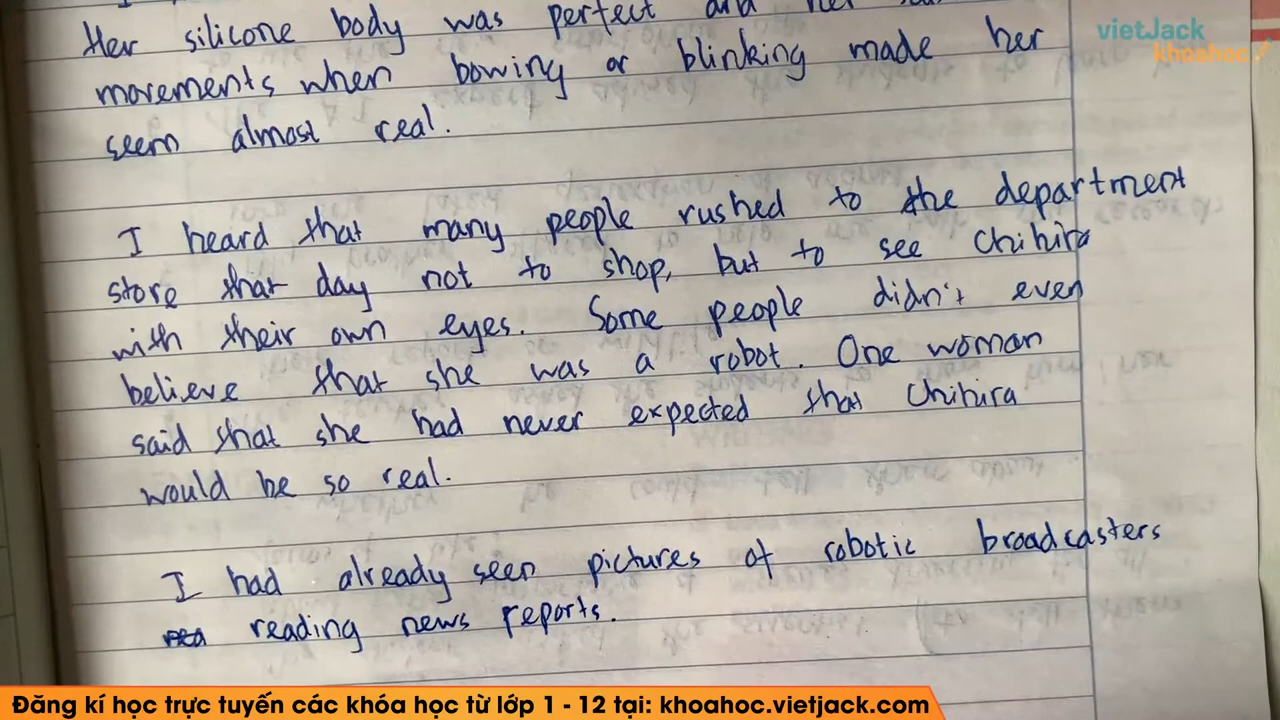 Her silicone body was perfect and her
movements when bowing or blinking made her
seem almost real.
I heard that many people rushed to the department
store that day not to shop, but to see Chihira
with their own eyes. Some people didn't even
believe that she was a robot. One woman
said that she had never expected that Chihira
would be so real.
I had already seen pictures of robotic broadcasters
reading news reports.
vietJack
khoahoc
Đăng kí học trực tuyến các khóa học từ lớp 1 - 12 tại: khoahoc.vietjack.com